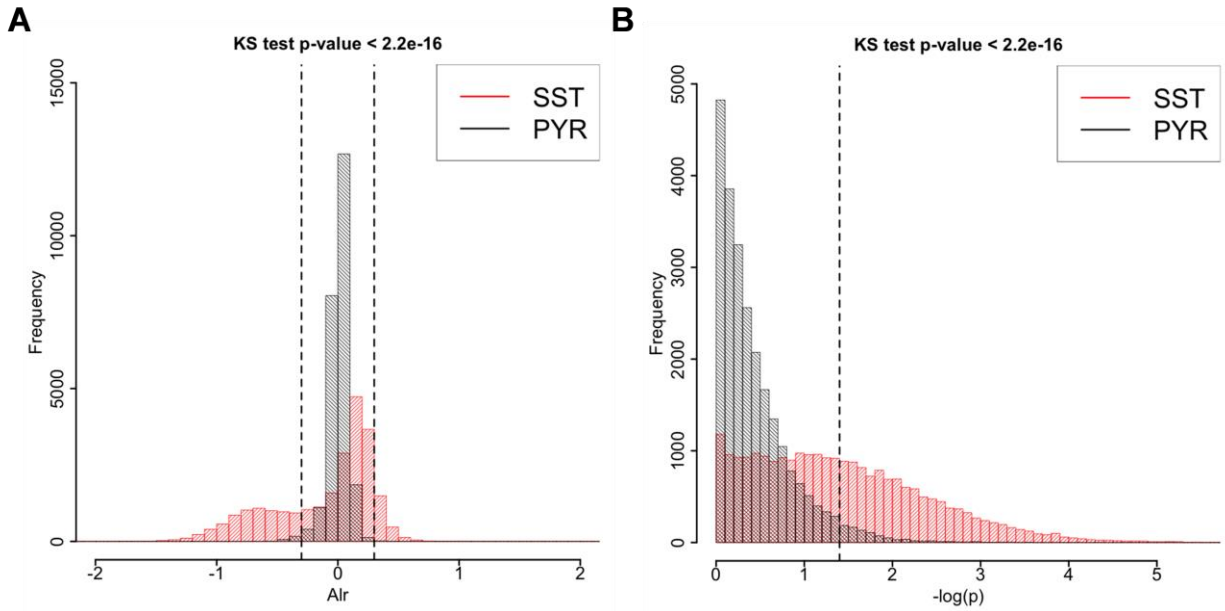 A
KS test p-value < 2.2e-16
SST
PYR
Frequency
0
5000
10000
15000
-2
-1
0
1
2
Alr
B
KS test p-value < 2.2e-16
SST
PYR
Frequency
0
1000
2000
3000
4000
5000
0
1
2
3
4
5
-log(p)